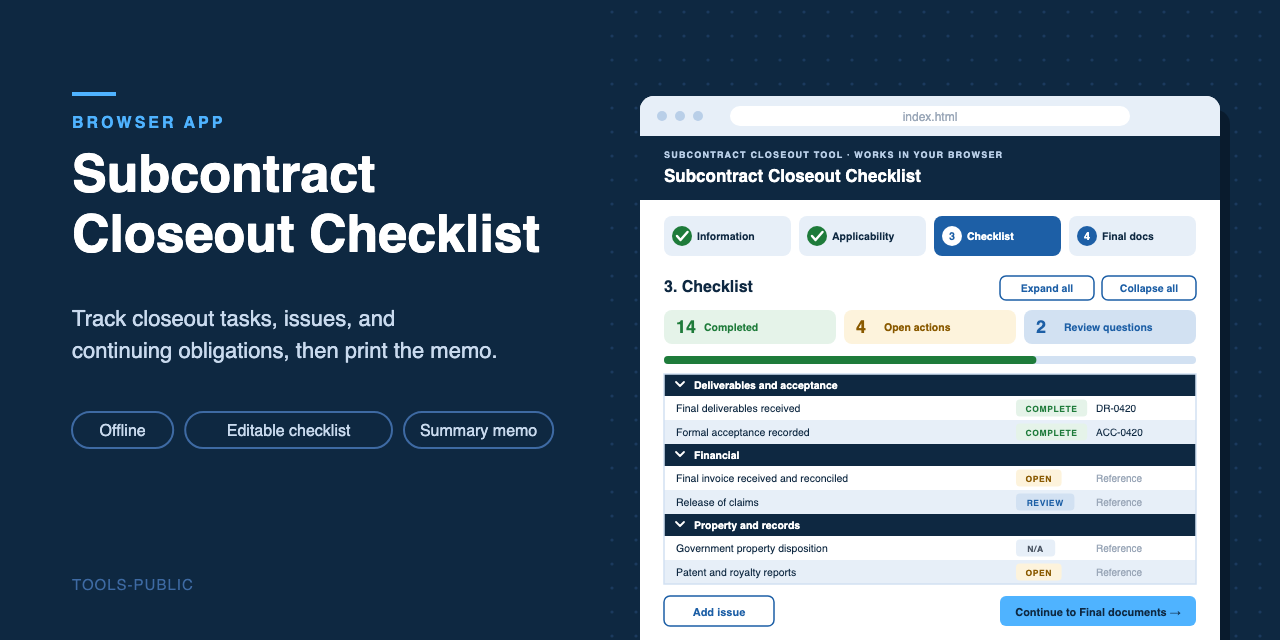 BROWSER APP
Subcontract
Closeout Checklist
Track closeout tasks, issues, and
continuing obligations, then print the memo.
Offline
Editable checklist
Summary memo
TOOLS-PUBLIC
index.html
SUBCONTRACT CLOSEOUT TOOL · WORKS IN YOUR BROWSER
Subcontract Closeout Checklist
Information
Applicability
3 Checklist
4 Final docs
3. Checklist
Expand all
Collapse all
14 Completed
4 Open actions
2 Review questions
Deliverables and acceptance
Final deliverables received COMPLETE DR-0420
Formal acceptance recorded COMPLETE ACC-0420
Financial
Final invoice received and reconciled OPEN Reference
Release of claims REVIEW Reference
Property and records
Government property disposition N/A Reference
Patent and royalty reports OPEN Reference
Add issue
Continue to Final documents →